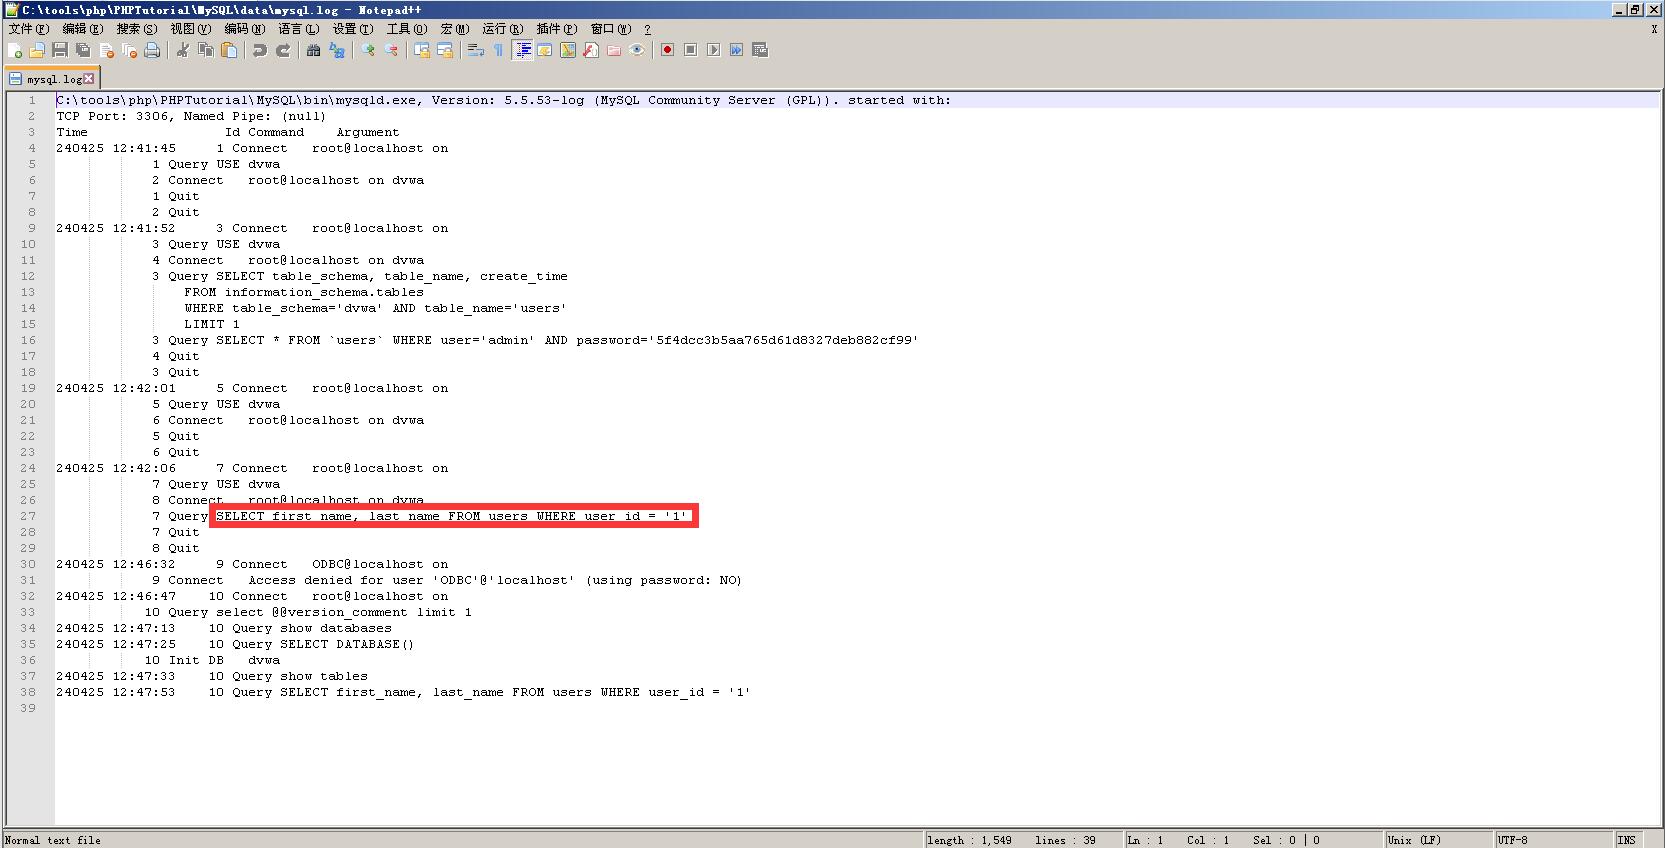 C:\tools\php\PHPTutorial\MySQL\data\mysql.log - Notepad++
文件(F) 编辑(E) 搜索(S) 视图(V) 编码(N) 语言(L) 设置(T) 工具(O) 宏(M) 运行(R) 插件(P) 窗口(W) ? X
mysql.log
1 C:\tools\php\PHPTutorial\MySQL\bin\mysqld.exe, Version: 5.5.53-log (MySQL Community Server (GPL)). started with:
2 TCP Port: 3306, Named Pipe: (null)
3 Time Id Command Argument
4 240425 12:41:45 1 Connect root@localhost on
5 1 Query USE dvwa
6 2 Connect root@localhost on dvwa
7 1 Quit
8 2 Quit
9 240425 12:41:52 3 Connect root@localhost on
10 3 Query USE dvwa
11 4 Connect root@localhost on dvwa
12 3 Query SELECT table_schema, table_name, create_time
13 FROM information_schema.tables
14 WHERE table_schema='dvwa' AND table_name='users'
15 LIMIT 1
16 3 Query SELECT * FROM `users` WHERE user='admin' AND password='5f4dcc3b5aa765d61d8327deb882cf99'
17 4 Quit
18 3 Quit
19 240425 12:42:01 5 Connect root@localhost on
20 5 Query USE dvwa
21 6 Connect root@localhost on dvwa
22 5 Quit
23 6 Quit
24 240425 12:42:06 7 Connect root@localhost on
25 7 Query USE dvwa
26 8 Connect root@localhost on dvwa
27 7 Query SELECT first_name, last_name FROM users WHERE user_id = '1'
28 7 Quit
29 8 Quit
30 240425 12:46:32 9 Connect ODBC@localhost on
31 9 Connect Access denied for user 'ODBC'@'localhost' (using password: NO)
32 240425 12:46:47 10 Connect root@localhost on
33 10 Query select @@version_comment limit 1
34 240425 12:47:13 10 Query show databases
35 240425 12:47:25 10 Query SELECT DATABASE()
36 10 Init DB dvwa
37 240425 12:47:33 10 Query show tables
38 240425 12:47:53 10 Query SELECT first_name, last_name FROM users WHERE user_id = '1'
39
Normal text file length : 1,549 lines : 39 Ln : 1 Col : 1 Sel : 0 | 0 Unix (LF) UTF-8 INS